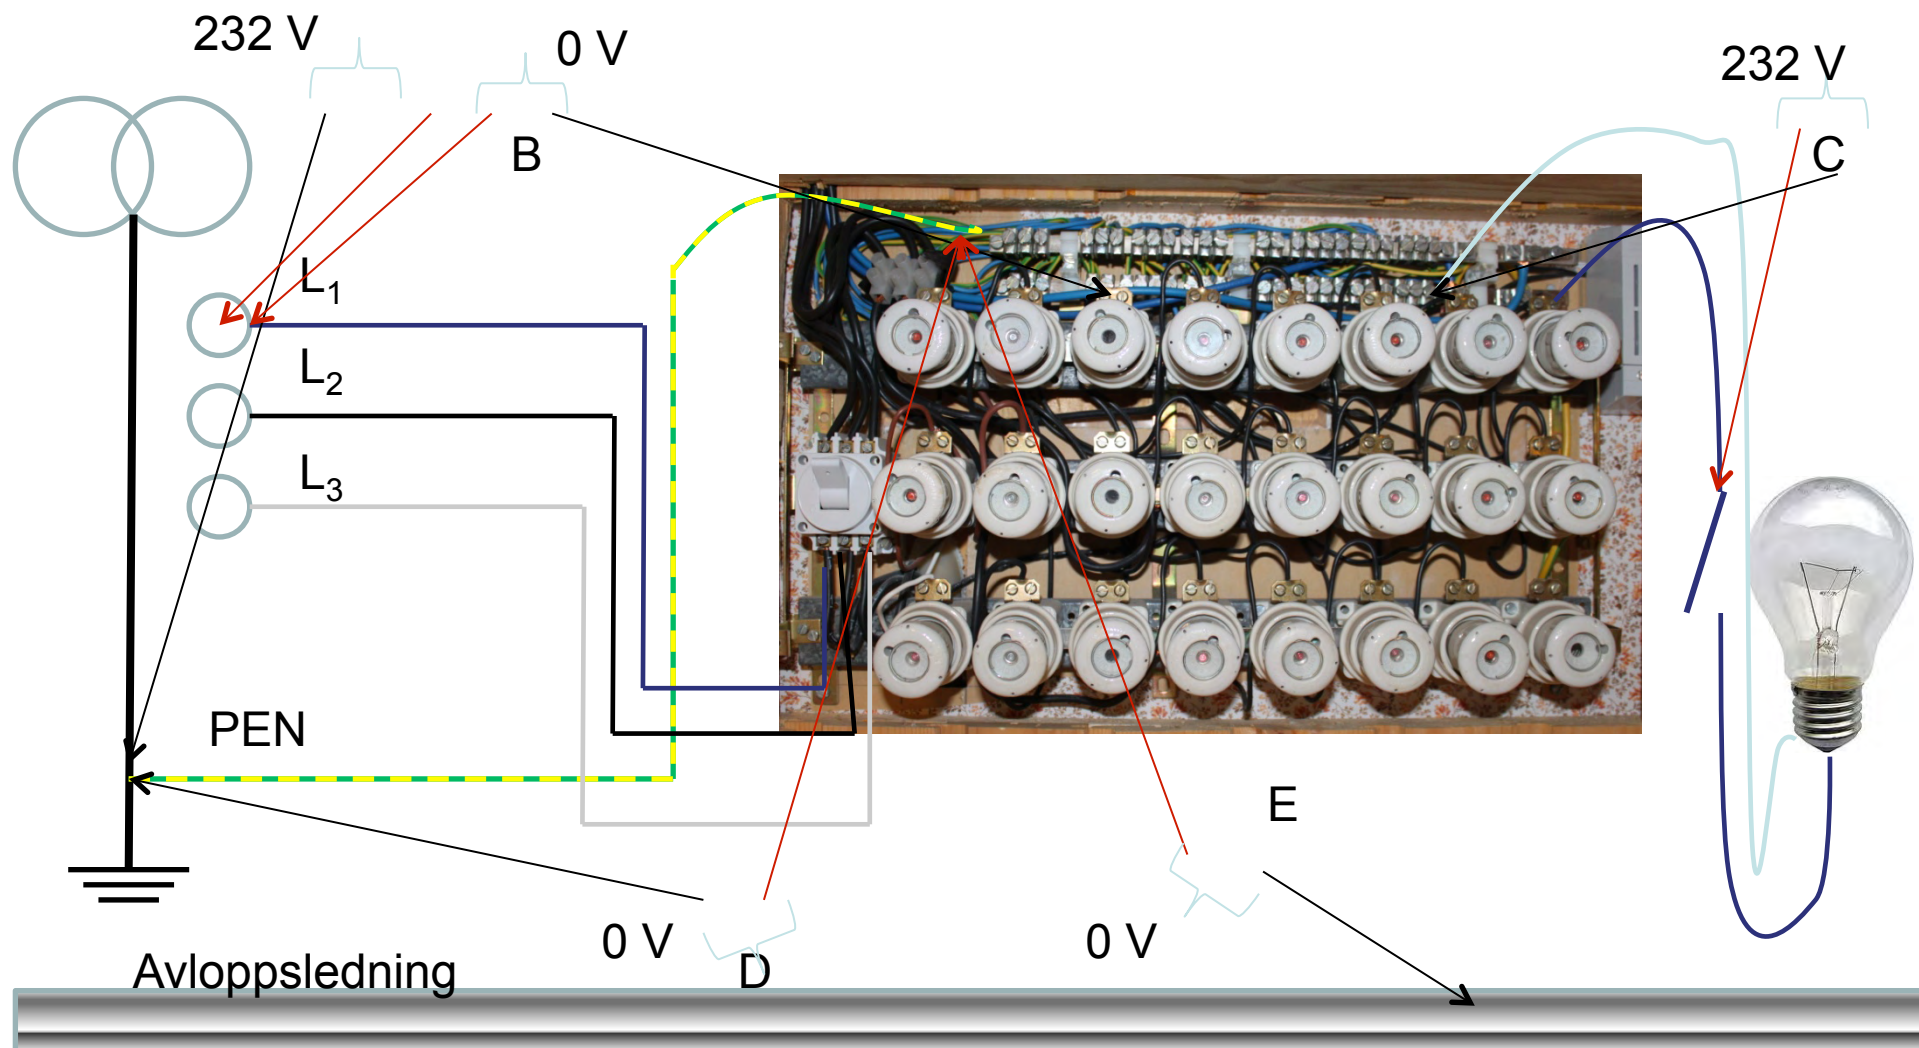 232 V
0 V
232 V
B
C
L1
L2
L3
PEN
E
0 V
0 V
D
Avloppsledning